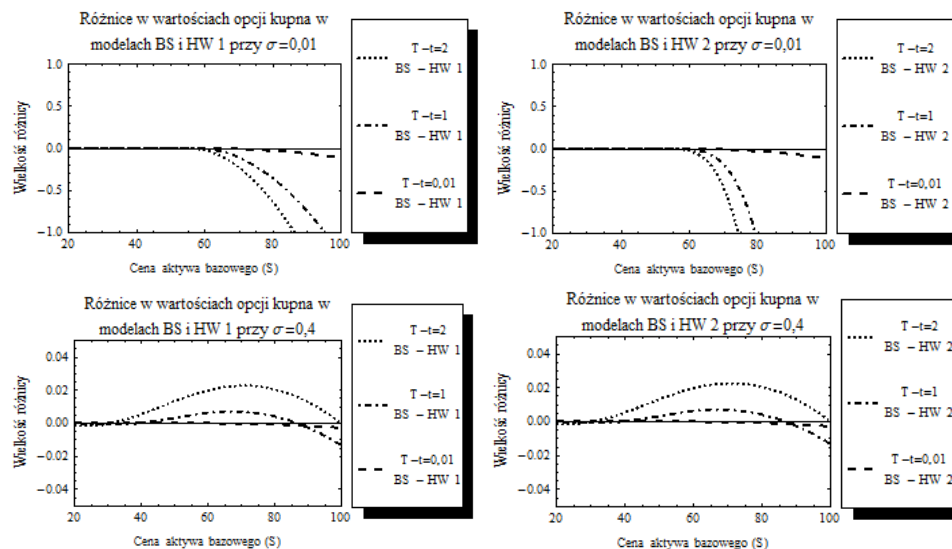 Różnice w wartościach opcji kupna w
modelach BS i HW 1 przy σ=0,01
Wielkość różnicy
1.0
0.5
0.0
−0.5
−1.0
20 40 60 80 100
Cena aktywa bazowego (S)
T −t=2
BS − HW 1
T −t=1
BS − HW 1
T −t=0,01
BS − HW 1
Różnice w wartościach opcji kupna w
modelach BS i HW 2 przy σ=0,01
Wielkość różnicy
1.0
0.5
0.0
−0.5
−1.0
20 40 60 80 100
Cena aktywa bazowego (S)
T −t=2
BS − HW 2
T −t=1
BS − HW 2
T −t=0,01
BS − HW 2
Różnice w wartościach opcji kupna w
modelach BS i HW 1 przy σ=0,4
Wielkość różnicy
0.04
0.02
0.00
−0.02
−0.04
20 40 60 80 100
Cena aktywa bazowego (S)
T −t=2
BS − HW 1
T −t=1
BS − HW 1
T −t=0,01
BS − HW 1
Różnice w wartościach opcji kupna w
modelach BS i HW 2 przy σ=0,4
Wielkość różnicy
0.04
0.02
0.00
−0.02
−0.04
20 40 60 80 100
Cena aktywa bazowego (S)
T −t=2
BS − HW 2
T −t=1
BS − HW 2
T −t=0,01
BS − HW 2